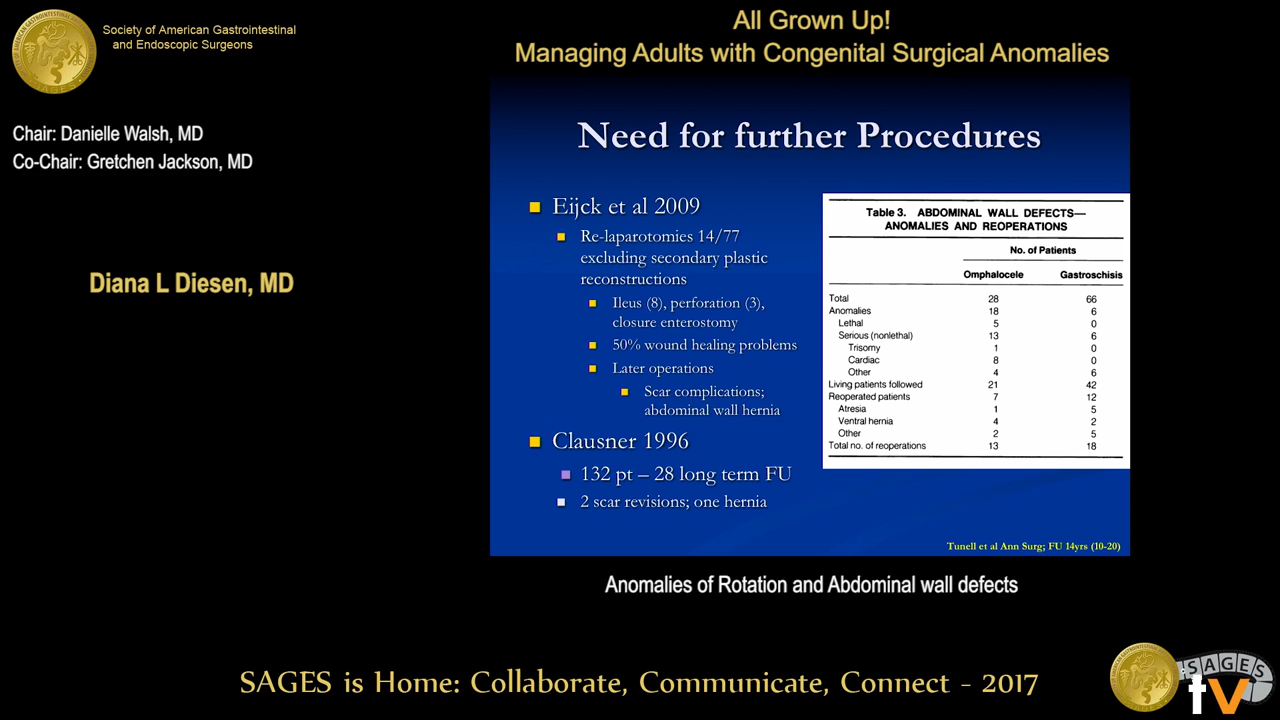 Society of American Gastrointestinal
and Endoscopic Surgeons
All Grown Up!
Managing Adults with Congenital Surgical Anomalies
Chair: Danielle Walsh, MD
Co-Chair: Gretchen Jackson, MD
Diana L Diesen, MD
Need for further Procedures
Eijck et al 2009
Re-laparotomies 14/77
excluding secondary plastic
reconstructions
Ileus (8), perforation (3),
closure enterostomy
50% wound healing problems
Later operations
Scar complications;
abdominal wall hernia
Clausner 1996
132 pt – 28 long term FU
2 scar revisions; one hernia
Table 3. ABDOMINAL WALL DEFECTS—
ANOMALIES AND REOPERATIONS
No. of Patients
Omphalocele Gastroschisis
Total 28 66
Anomalies 18 6
Lethal 5 0
Serious (nonlethal) 13 6
Trisomy 1 0
Cardiac 8 0
Other 4 6
Living patients followed 21 42
Reoperated patients 7 12
Atresia 1 5
Ventral hernia 4 2
Other 2 5
Total no. of reoperations 13 18
Tunell et al Ann Surg; FU 14yrs (10-20)
Anomalies of Rotation and Abdominal wall defects
SAGES is Home: Collaborate, Communicate, Connect - 2017
SAGES
tv